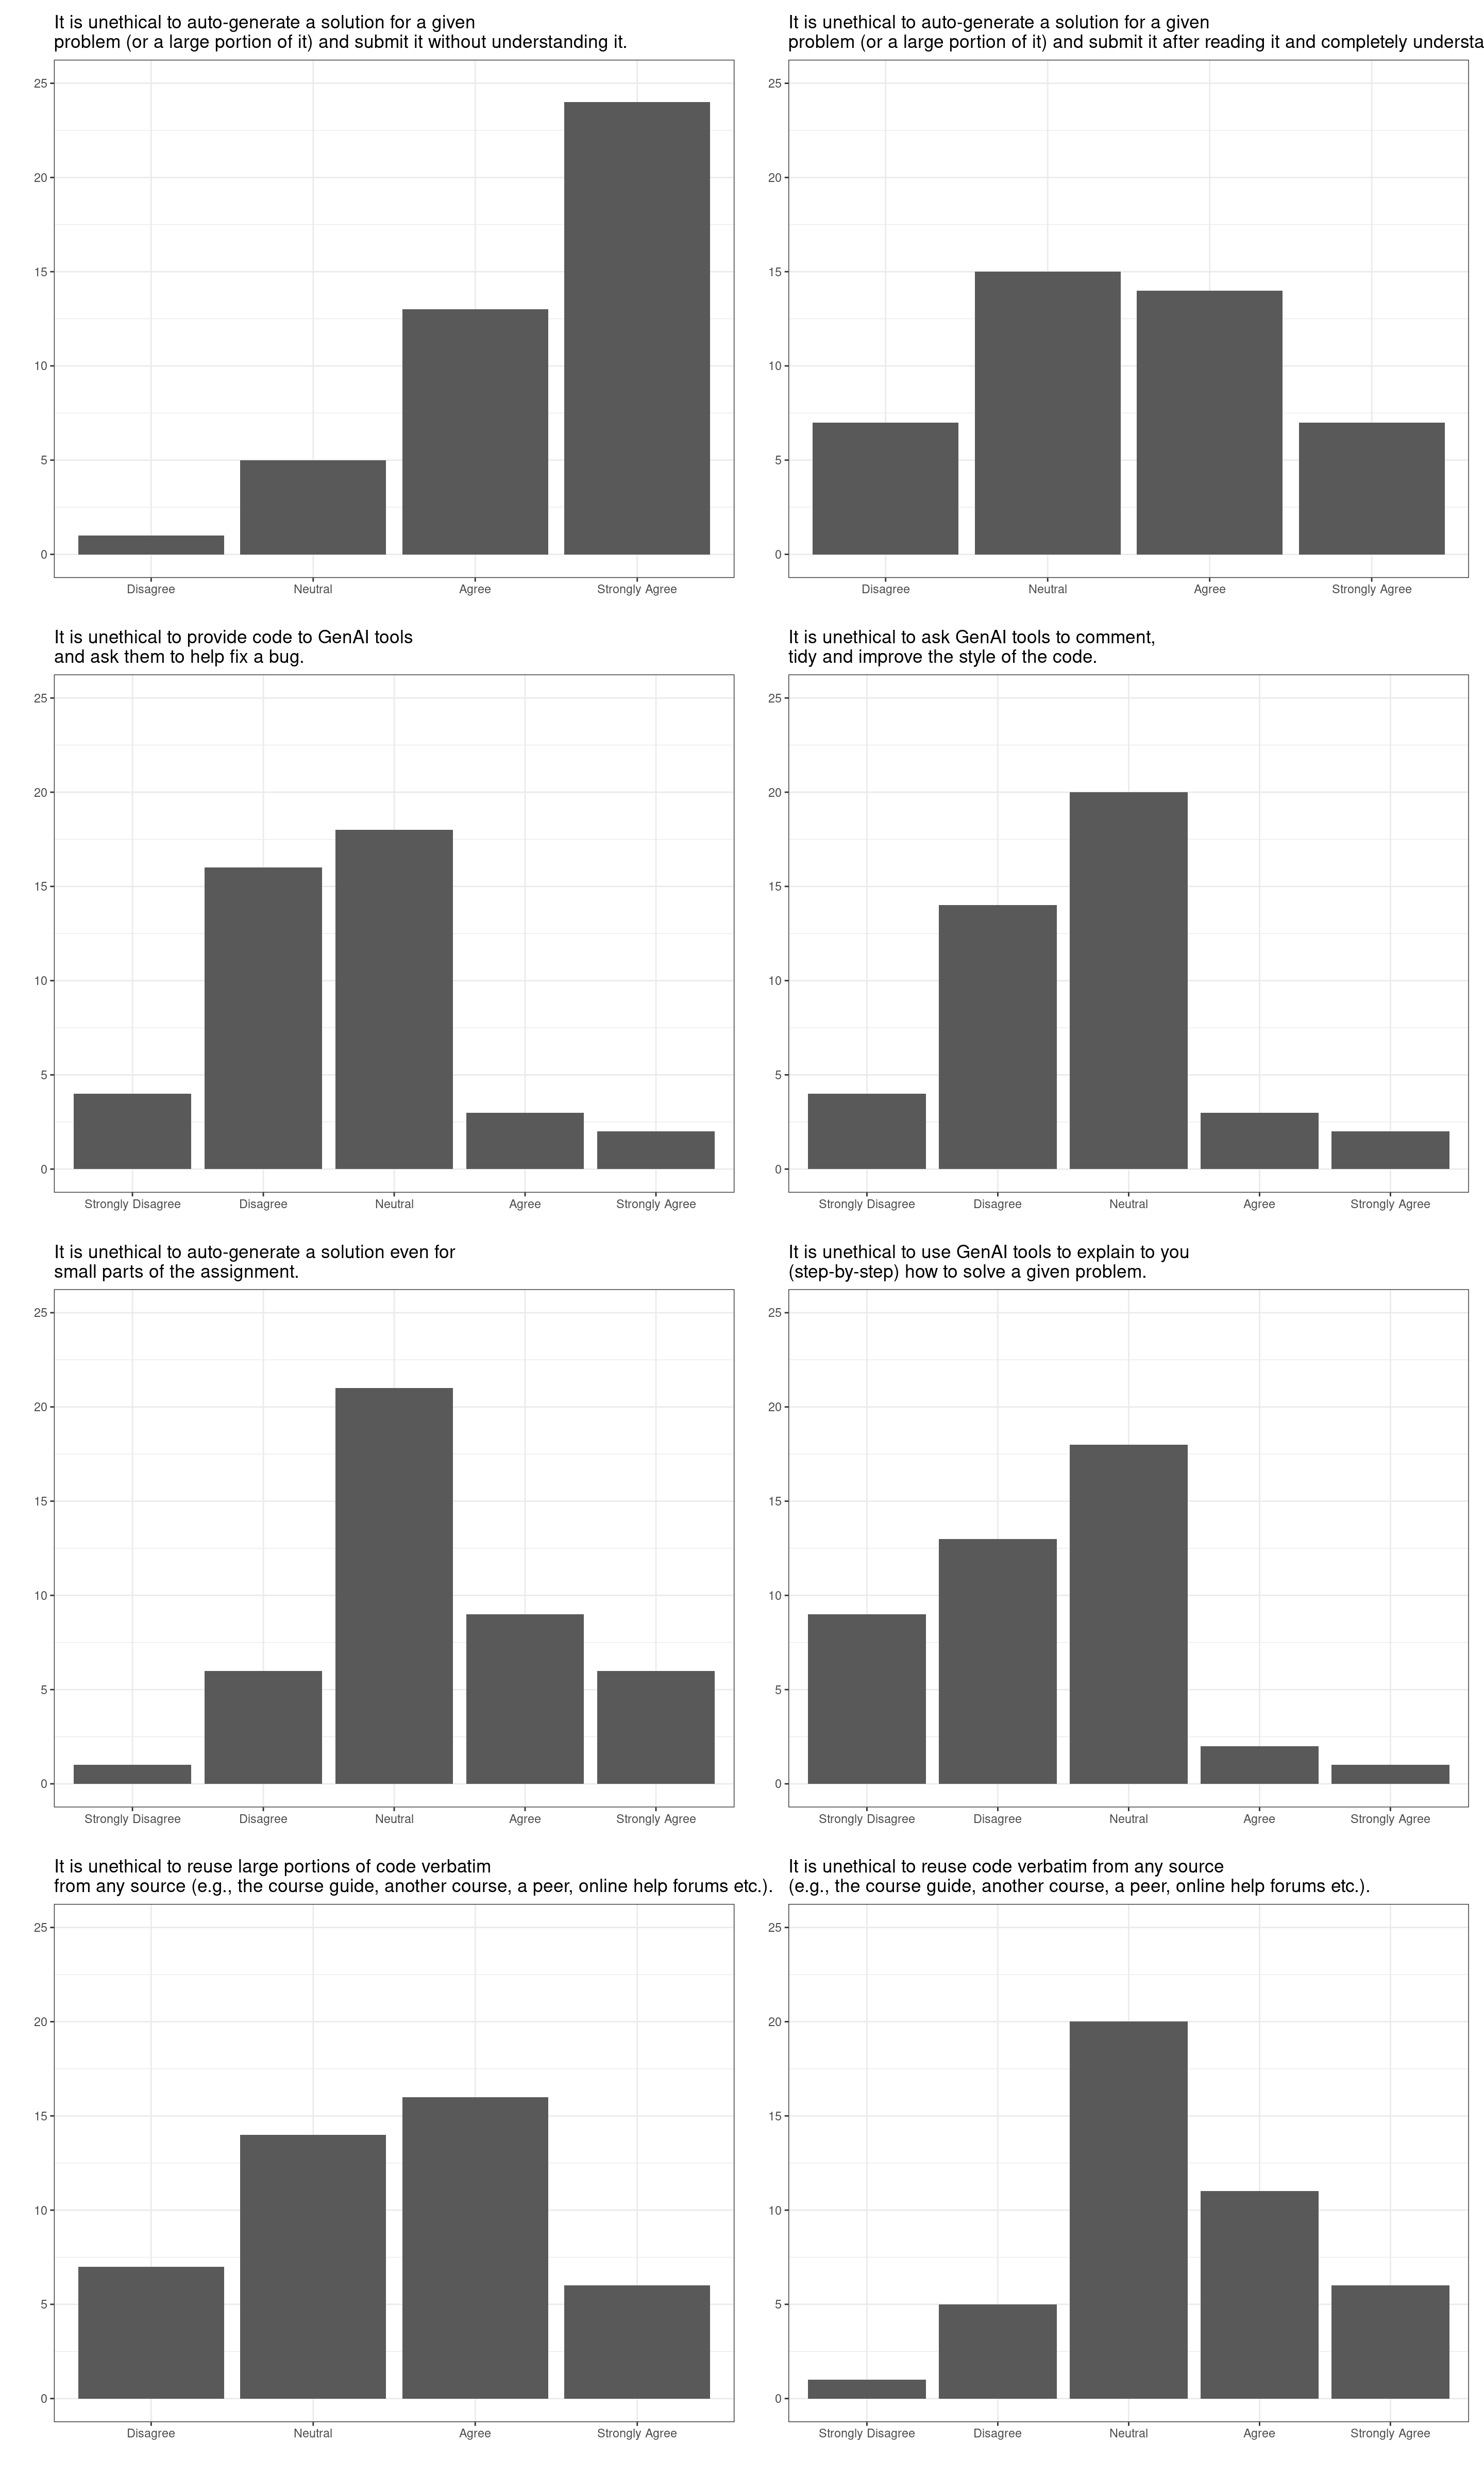 It is unethical to auto-generate a solution for a given
problem (or a large portion of it) and submit it without understanding it.
25
20
15
10
5
0
Disagree Neutral Agree Strongly Agree
It is unethical to auto-generate a solution for a given
problem (or a large portion of it) and submit it after reading it and completely understa
25
20
15
10
5
0
Disagree Neutral Agree Strongly Agree
It is unethical to provide code to GenAI tools
and ask them to help fix a bug.
25
20
15
10
5
0
Strongly Disagree Disagree Neutral Agree Strongly Agree
It is unethical to ask GenAI tools to comment,
tidy and improve the style of the code.
25
20
15
10
5
0
Strongly Disagree Disagree Neutral Agree Strongly Agree
It is unethical to auto-generate a solution even for
small parts of the assignment.
25
20
15
10
5
0
Strongly Disagree Disagree Neutral Agree Strongly Agree
It is unethical to use GenAI tools to explain to you
(step-by-step) how to solve a given problem.
25
20
15
10
5
0
Strongly Disagree Disagree Neutral Agree Strongly Agree
It is unethical to reuse large portions of code verbatim
from any source (e.g., the course guide, another course, a peer, online help forums etc.).
25
20
15
10
5
0
Disagree Neutral Agree Strongly Agree
It is unethical to reuse code verbatim from any source
(e.g., the course guide, another course, a peer, online help forums etc.).
25
20
15
10
5
0
Strongly Disagree Disagree Neutral Agree Strongly Agree